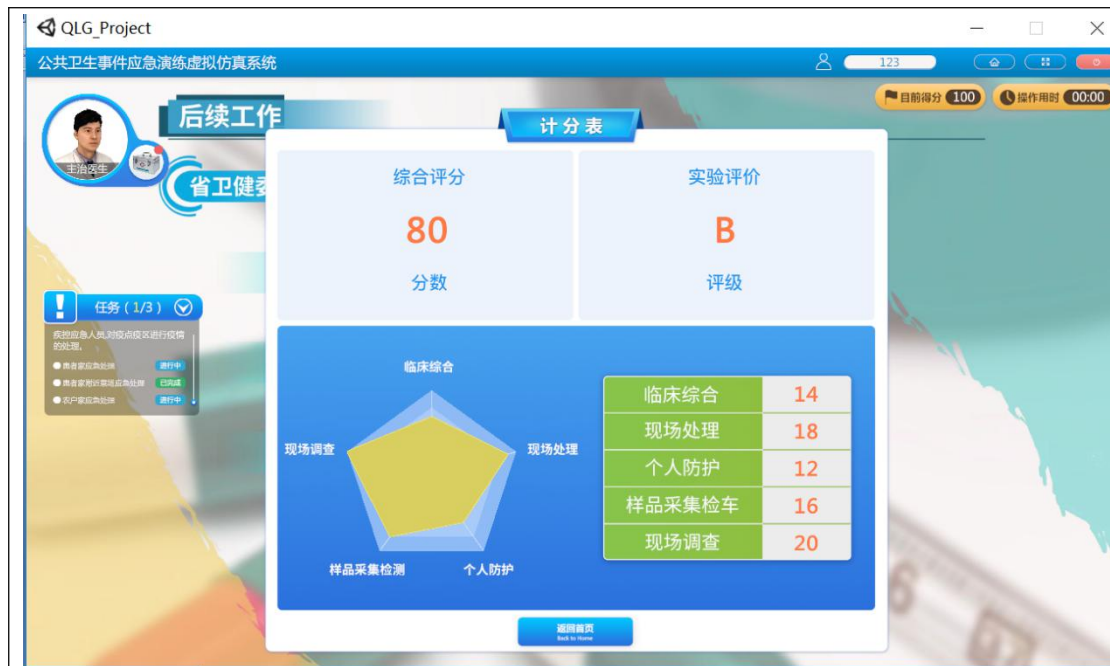 QLG_Project
公共卫生事件应急演练虚拟仿真系统
123
目前得分 100
操作用时 00:00
主治医生
后续工作
省卫健委
计分表
综合评分
80
分数
实验评价
B
评级
任务（1/3）
疾控应急人员,对疫点疫区进行疫情
的处理。
患者家应急处理 进行中
患者家附近禽场应急处理 已完成
农户家应急处理 进行中
临床综合
现场调查
现场处理
样品采集检测
个人防护
临床综合 14
现场处理 18
个人防护 12
样品采集检车 16
现场调查 20
返回首页
Back to Home